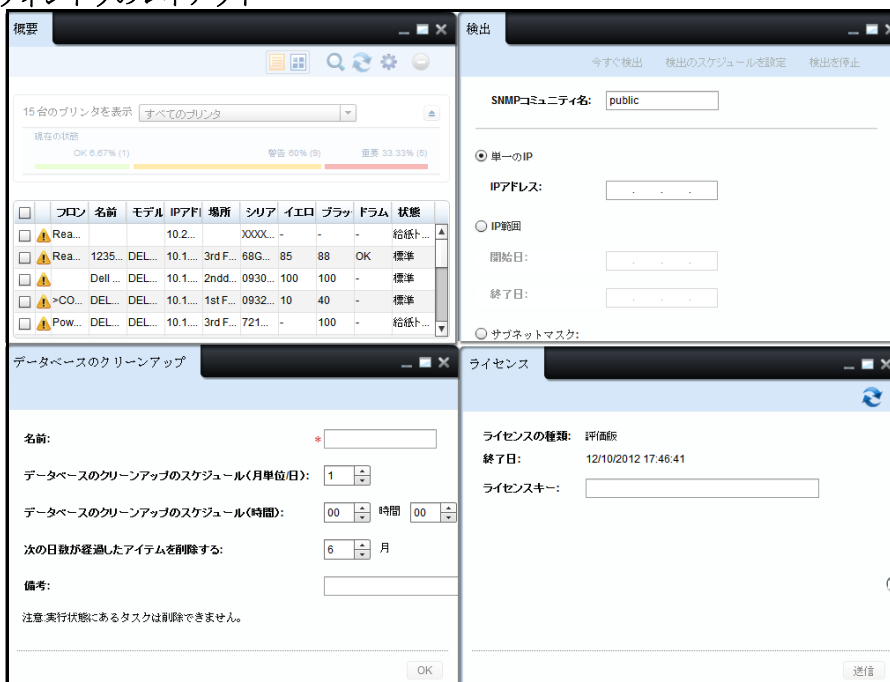 概要
15台のプリンタを表示 すべてのプリンタ
現在の状態
OK 6.67% (1) 警告 60% (9) 重要 33.33% (5)
フロン 名前 モデル IPアド 場所 シリア イエロ ブラッ ドラム 状態
Rea... 10.2... XXXX... - - - 給紙ト...
Rea... 1235... DEL... 10.1... 3rd F... 68G... 85 88 OK 標準
Dell ... DEL... 10.1... 2ndd... 0930... 100 100 - 標準
>CO... DEL... DEL... 10.1... 1st F... 0932... 10 40 - 標準
Pow... DEL... DEL... 10.1... 3rd F... 721... - 100 - 給紙ト...
検出
今すぐ検出 検出のスケジュールを設定 検出を停止
SNMPコミュニティ名: public
単一のIP
IPアドレス: . . .
IP範囲
開始日: . . .
終了日: . . .
サブネットマスク:
データベースのクリーンアップ
名前: *
データベースのクリーンアップのスケジュール(月単位/日): 1
データベースのクリーンアップのスケジュール(時間): 00 時間 00
次の日数が経過したアイテムを削除する: 6 月
備考:
注意:実行状態にあるタスクは削除できません。
OK
ライセンス
ライセンスの種類: 評価版
終了日: 12/10/2012 17:46:41
ライセンスキー:
送信